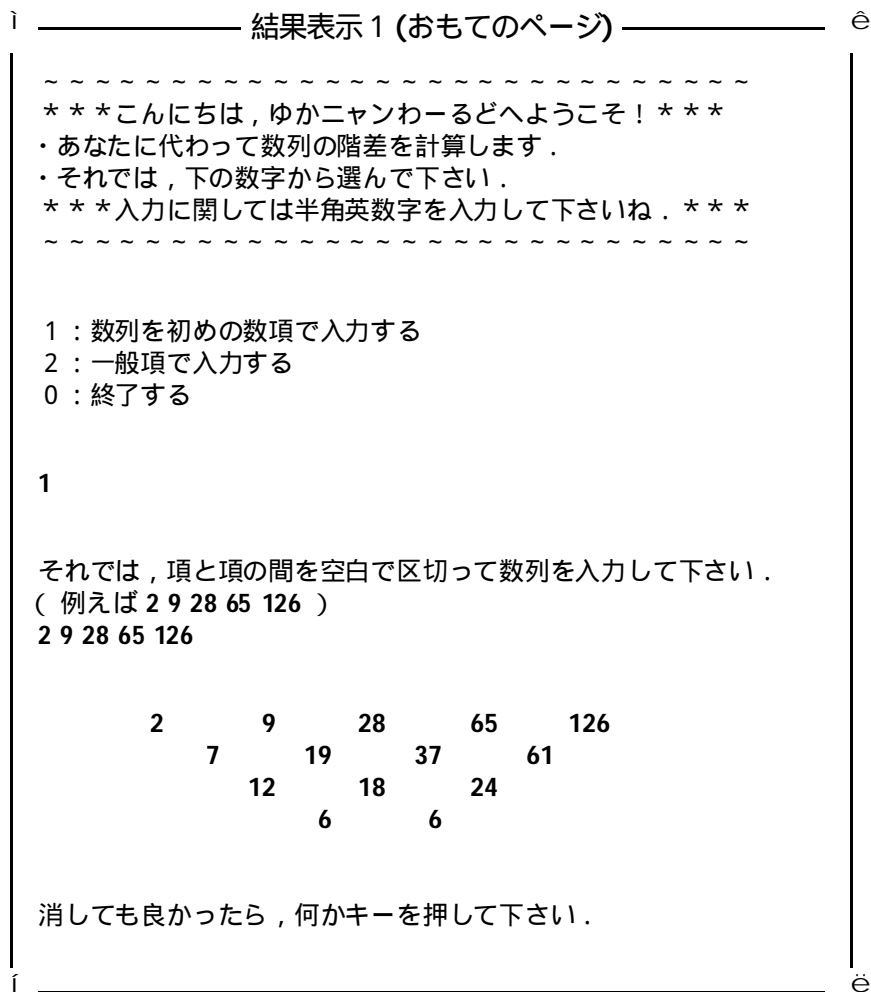 ì 結果表示 1 (おもてのページ) ê
~ ~ ~ ~ ~ ~ ~ ~ ~ ~ ~ ~ ~ ~ ~ ~ ~ ~ ~ ~ ~ ~ ~ ~ ~ ~ ~ ~
* * *こんにちは , ゆかニャンわーるどへようこそ ! * * *
・あなたに代わって数列の階差を計算します .
・それでは , 下の数字から選んで下さい .
* * *入力に関しては半角英数字を入力して下さいね . * * *
~ ~ ~ ~ ~ ~ ~ ~ ~ ~ ~ ~ ~ ~ ~ ~ ~ ~ ~ ~ ~ ~ ~ ~ ~ ~ ~ ~
1 : 数列を初めの数項で入力する
2 : 一般項で入力する
0 : 終了する
1
それでは , 項と項の間を空白で区切って数列を入力して下さい .
( 例えば 2 9 28 65 126 )
2 9 28 65 126
2 9 28 65 126
7 19 37 61
12 18 24
6 6
消しても良かったら , 何かキーを押して下さい .
í ë